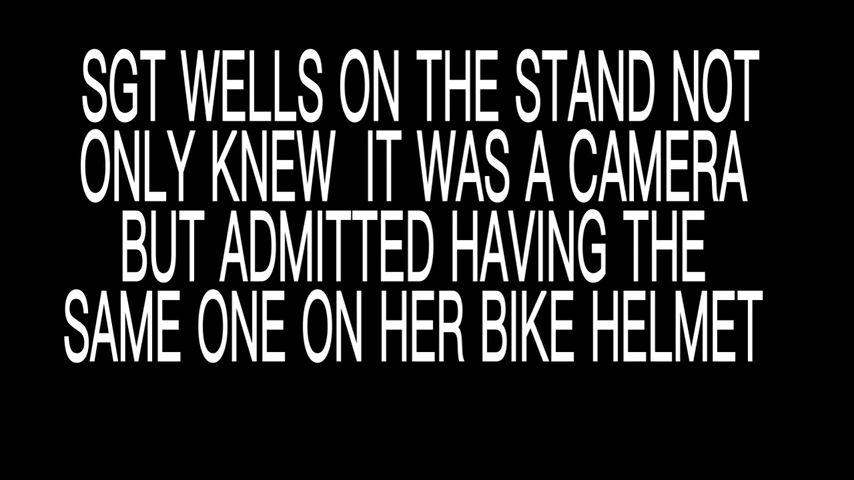 SGT WELLS ON THE STAND NOT
ONLY KNEW  IT WAS A CAMERA
BUT ADMITTED HAVING THE
SAME ONE ON HER BIKE HELMET